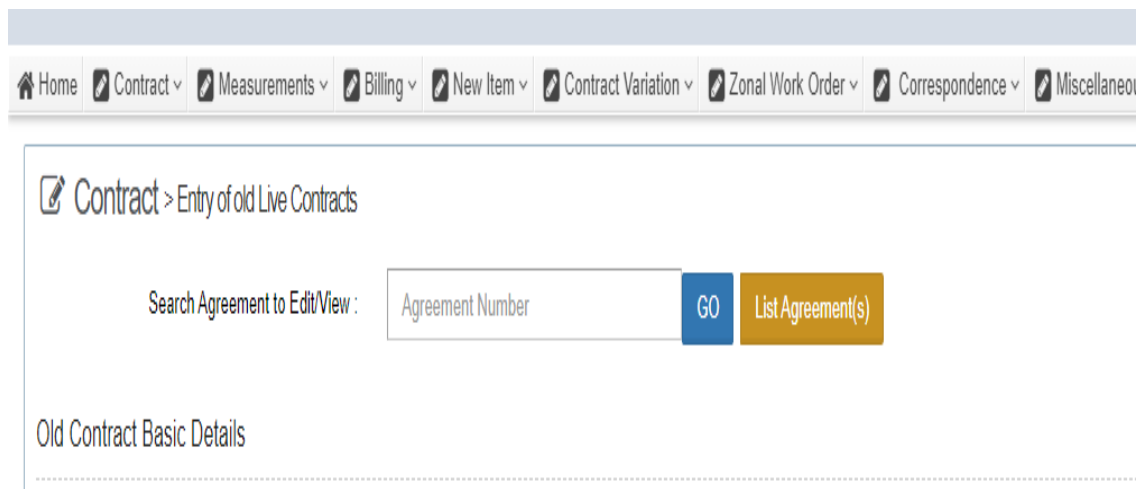 Home Contract Measurements Billing New Item Contract Variation Zonal Work Order Correspondence Miscellaneou
Contract > Entry of old Live Contracts
Search Agreement to Edit/View : Agreement Number GO List Agreement(s)
Old Contract Basic Details